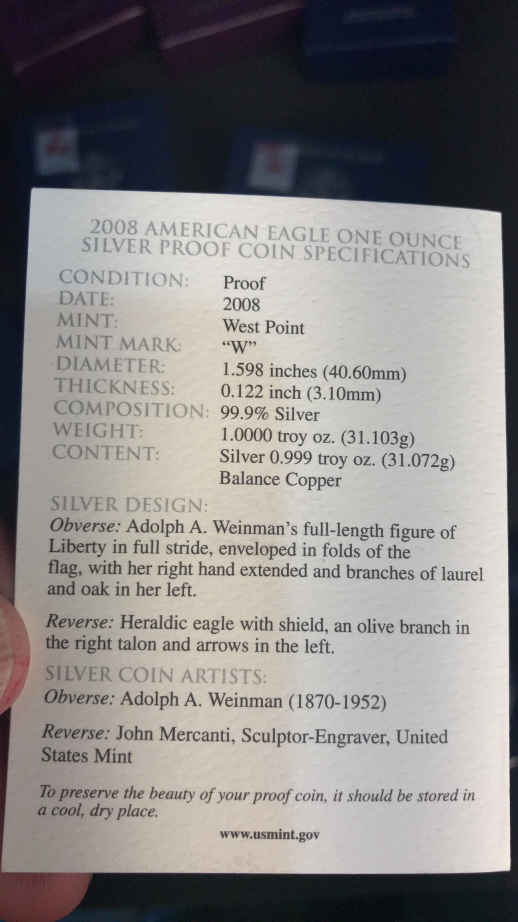 2008 AMERICAN EAGLE ONE OUNCE
SILVER PROOF COIN SPECIFICATIONS
CONDITION: Proof
DATE: 2008
MINT: West Point
MINT MARK: “W”
DIAMETER: 1.598 inches (40.60mm)
THICKNESS: 0.122 inch (3.10mm)
COMPOSITION: 99.9% Silver
WEIGHT: 1.0000 troy oz. (31.103g)
CONTENT: Silver 0.999 troy oz. (31.072g)
Balance Copper
SILVER DESIGN:
Obverse: Adolph A. Weinman’s full-length figure of
Liberty in full stride, enveloped in folds of the
flag, with her right hand extended and branches of laurel
and oak in her left.
Reverse: Heraldic eagle with shield, an olive branch in
the right talon and arrows in the left.
SILVER COIN ARTISTS:
Obverse: Adolph A. Weinman (1870-1952)
Reverse: John Mercanti, Sculptor-Engraver, United
States Mint
To preserve the beauty of your proof coin, it should be stored in
a cool, dry place.
www.usmint.gov